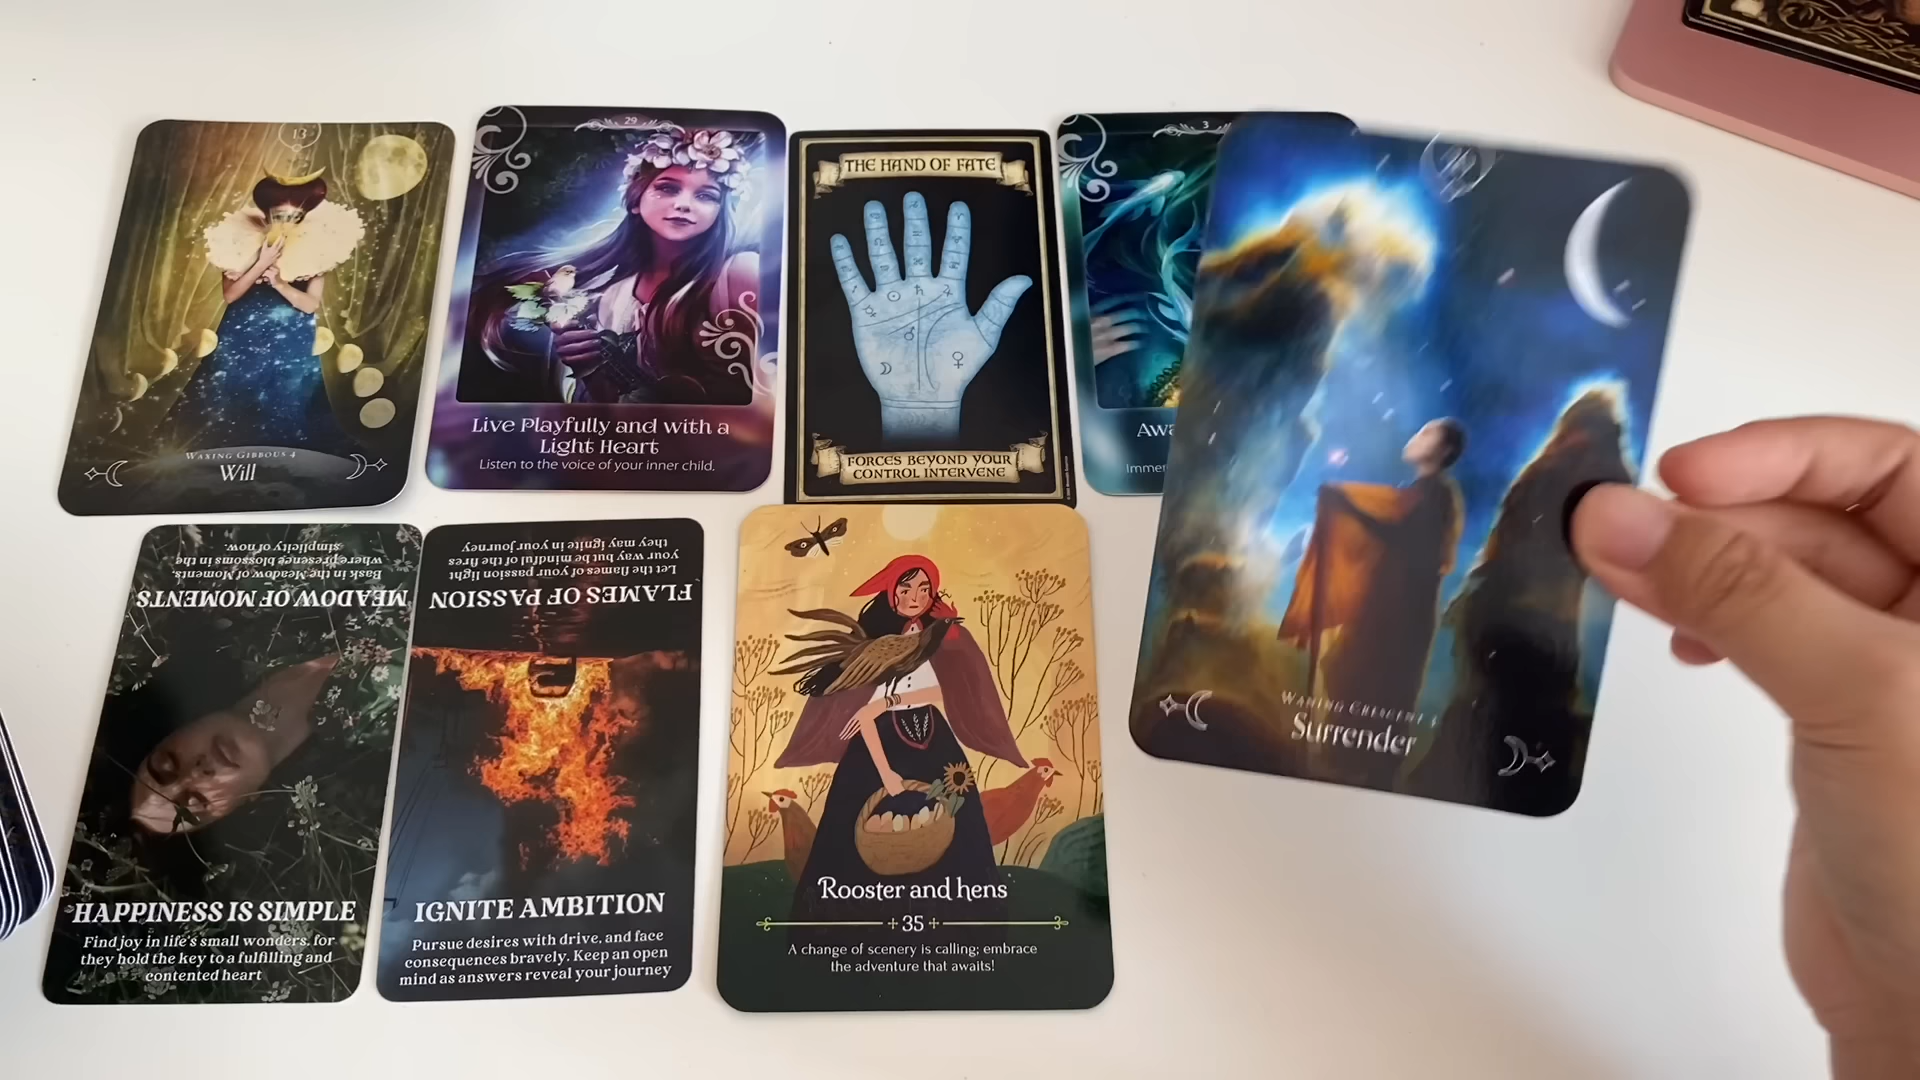 13
WAXING GIBBOUS 4
Will
29
Live Playfully and with a
Light Heart
Listen to the voice of your inner child.
THE HAND OF FATE
FORCES BEYOND YOUR
CONTROL INTERVENE
3
Awa
Immer
WANING CRESCENT
Surrender
MEADOW OF MOMENTS
Bask in the Meadow of Moments,
where presence blossoms in the
simplicity of now.
HAPPINESS IS SIMPLE
Find joy in life's small wonders, for
they hold the key to a fulfilling and
contented heart
FLAMES OF PASSION
Let the flames of your passion light
your way but be mindful of the fires
they may ignite in your journey
IGNITE AMBITION
Pursue desires with drive, and face
consequences bravely. Keep an open
mind as answers reveal your journey
Rooster and hens
35
A change of scenery is calling; embrace
the adventure that awaits!